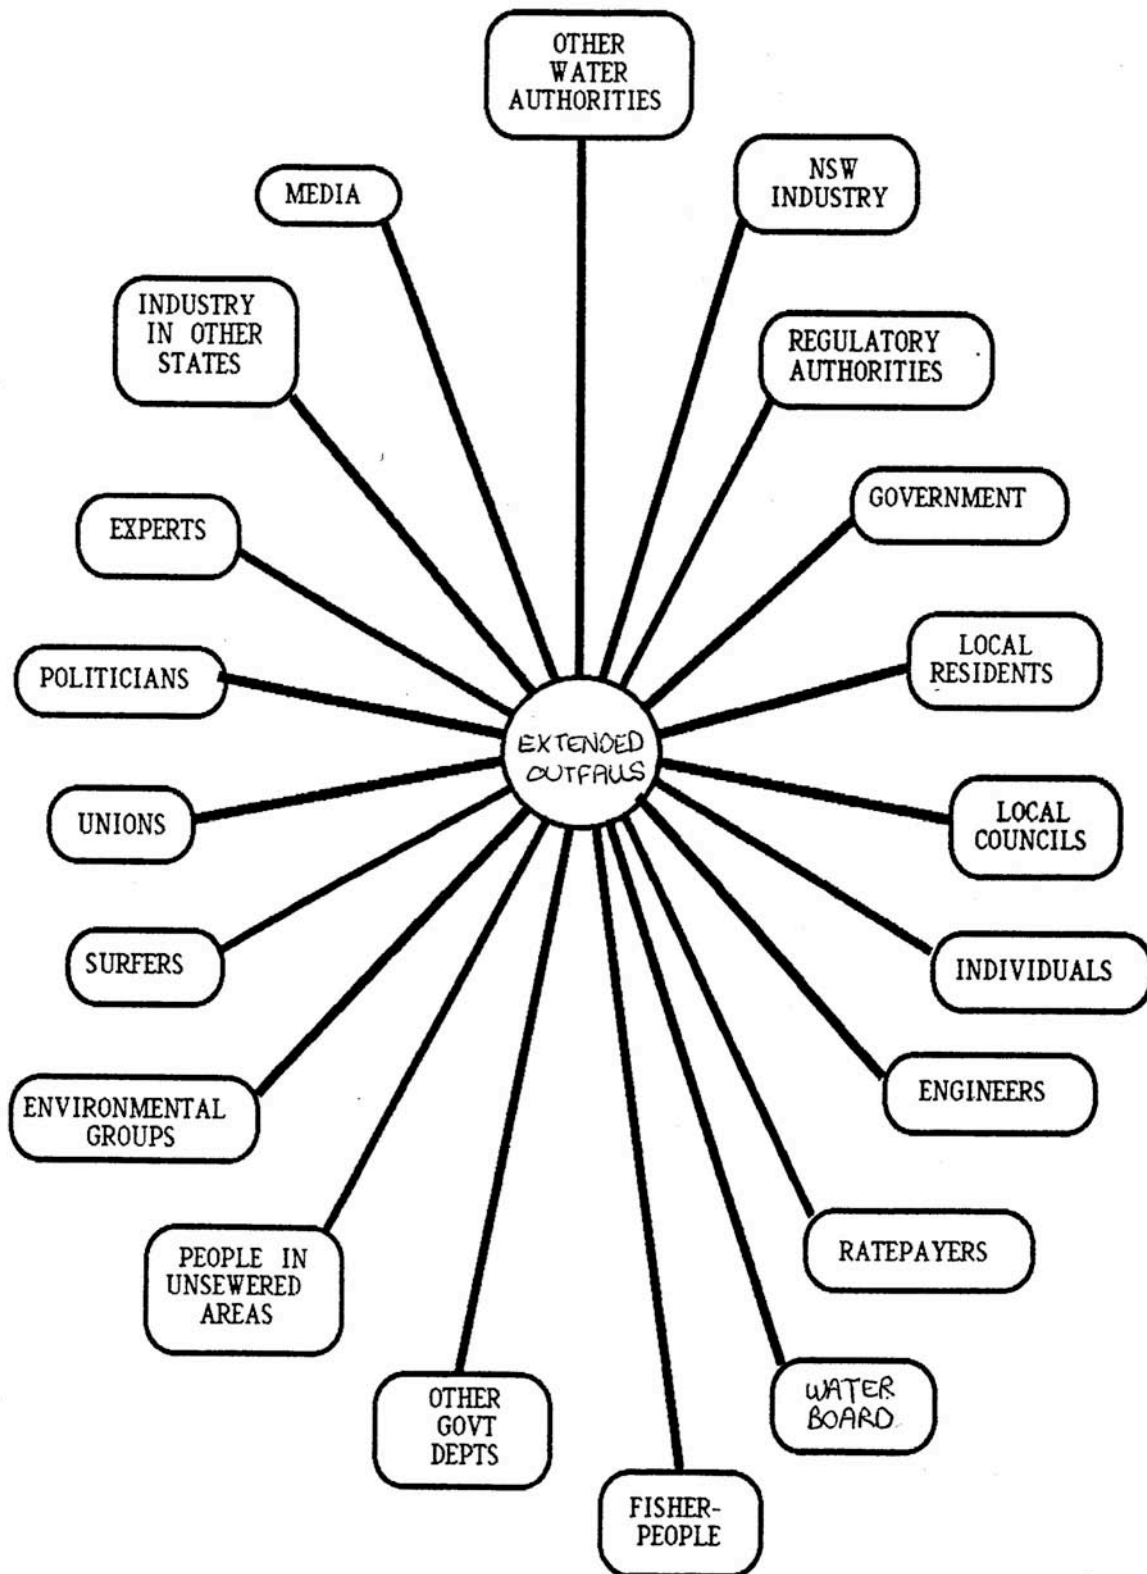 OTHER
WATER
AUTHORITIES
NSW
INDUSTRY
MEDIA
INDUSTRY
IN OTHER
STATES
REGULATORY
AUTHORITIES
GOVERNMENT
EXPERTS
LOCAL
RESIDENTS
POLITICIANS
EXTENDED
OUTFALLS
UNIONS
LOCAL
COUNCILS
SURFERS
INDIVIDUALS
ENVIRONMENTAL
GROUPS
ENGINEERS
PEOPLE IN
UNSEWERED
AREAS
RATEPAYERS
OTHER
GOVT
DEPTS
WATER
BOARD
FISHER-
PEOPLE